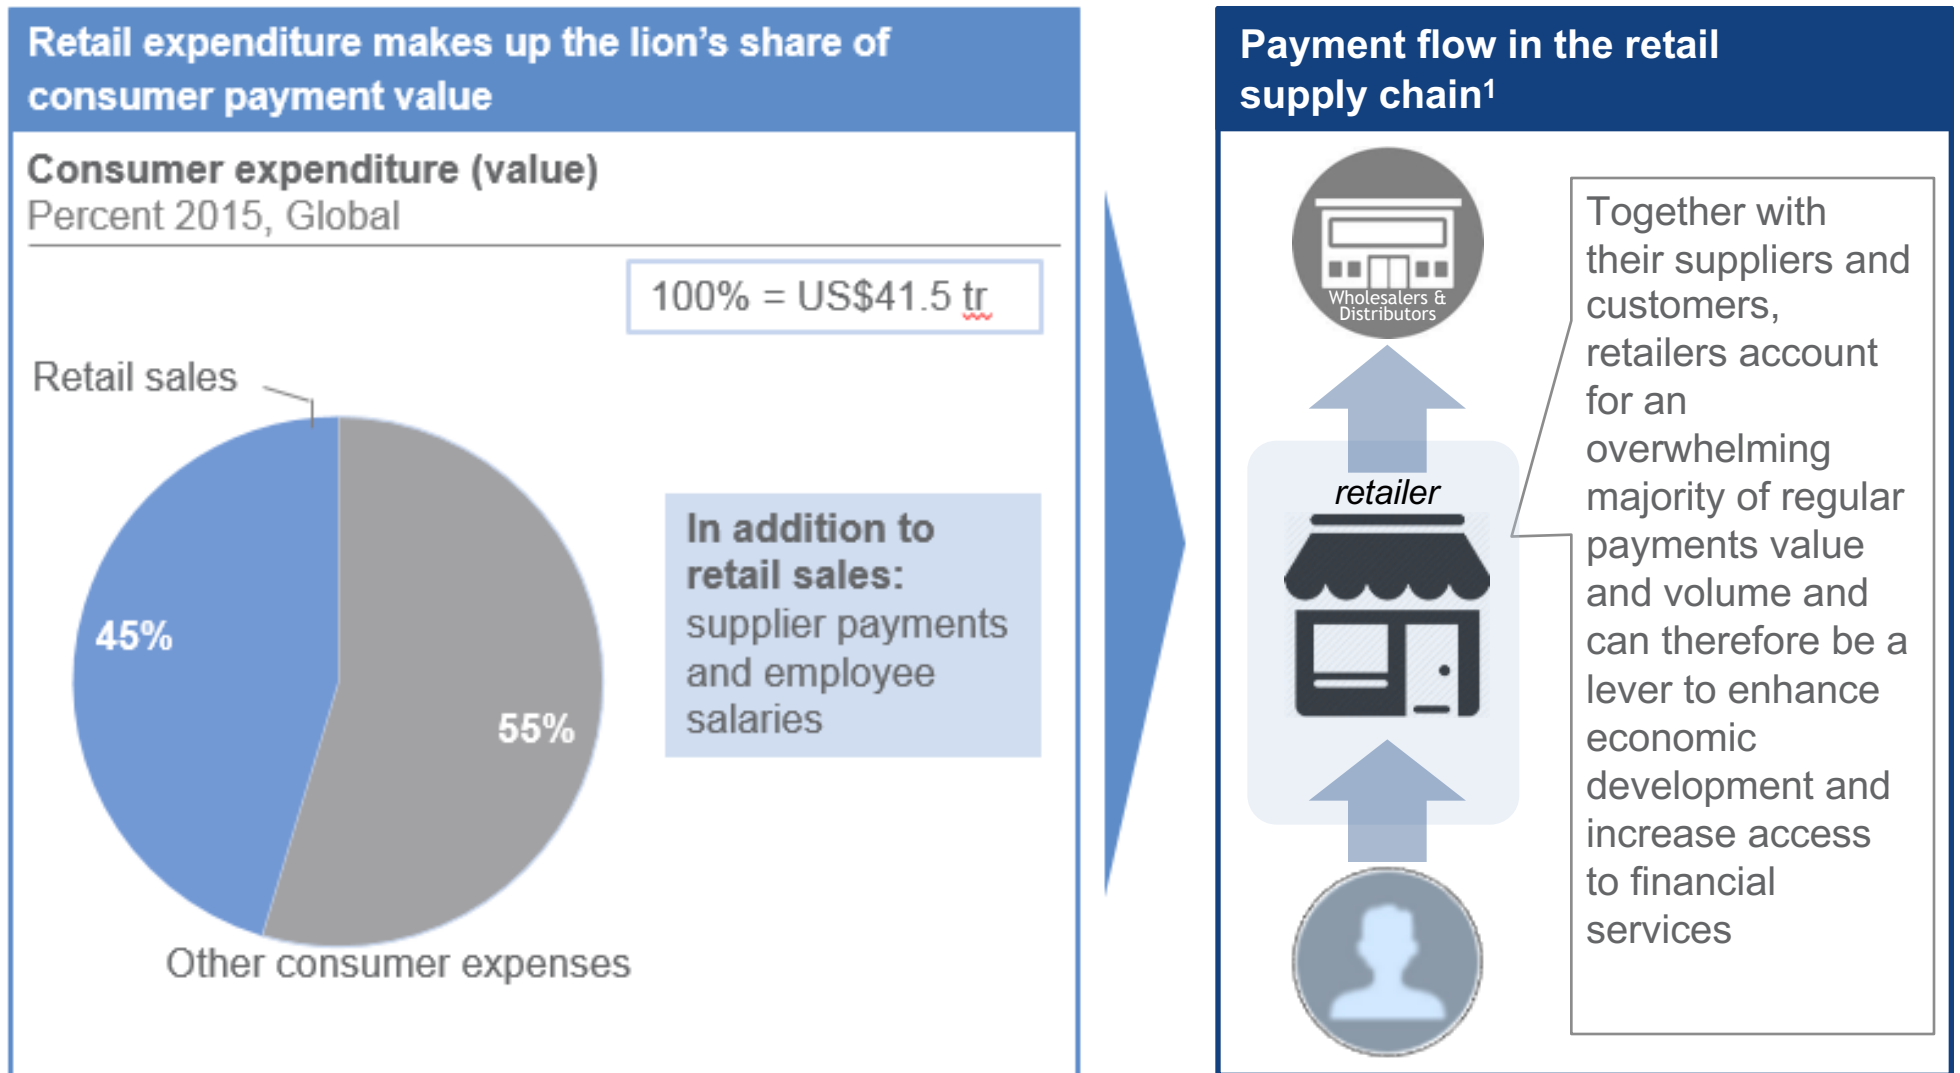 Retail expenditure makes up the lion's share of
consumer payment value
Consumer expenditure (value)
Percent 2015, Global
100% = US$41.5 tr
Retail sales
45%
55%
Other consumer expenses
In addition to
retail sales:
supplier payments
and employee
salaries
Payment flow in the retail
supply chain¹
Wholesalers &
Distributors
retailer
Together with
their suppliers and
customers,
retailers account
for an
overwhelming
majority of regular
payments value
and volume and
can therefore be a
lever to enhance
economic
development and
increase access
to financial
services